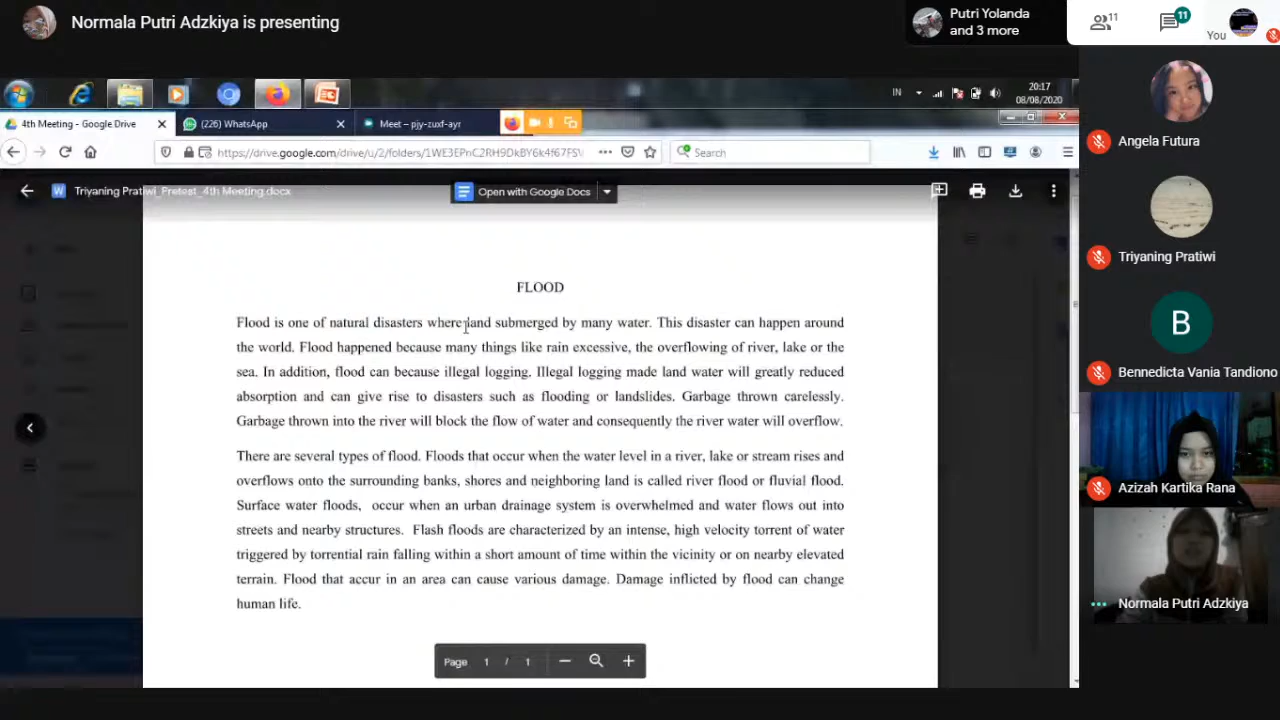 Normala Putri Adzkiya is presenting
Putri Yolanda
and 3 more
11
11
You
IN
20:17
08/08/2020
4th Meeting - Google Drive
(226) WhatsApp
Meet – pjy-zuxf-ayr
https://drive.google.com/drive/u/2/folders/1WE3EPnC2RH9DkBY6k4f67FSV
Search
Triyaning Pratiwi_Pretest_4th Meeting.docx
Open with Google Docs
FLOOD
Flood is one of natural disasters where land submerged by many water. This disaster can happen around
the world. Flood happened because many things like rain excessive, the overflowing of river, lake or the
sea. In addition, flood can because illegal logging. Illegal logging made land water will greatly reduced
absorption and can give rise to disasters such as flooding or landslides. Garbage thrown carelessly.
Garbage thrown into the river will block the flow of water and consequently the river water will overflow.
There are several types of flood. Floods that occur when the water level in a river, lake or stream rises and
overflows onto the surrounding banks, shores and neighboring land is called river flood or fluvial flood.
Surface water floods, occur when an urban drainage system is overwhelmed and water flows out into
streets and nearby structures. Flash floods are characterized by an intense, high velocity torrent of water
triggered by torrential rain falling within a short amount of time within the vicinity or on nearby elevated
terrain. Flood that accur in an area can cause various damage. Damage inflicted by flood can change
human life.
Page 1 / 1
Angela Futura
Triyaning Pratiwi
B
Bennedicta Vania Tandiono
Azizah Kartika Rana
Normala Putri Adzkiya